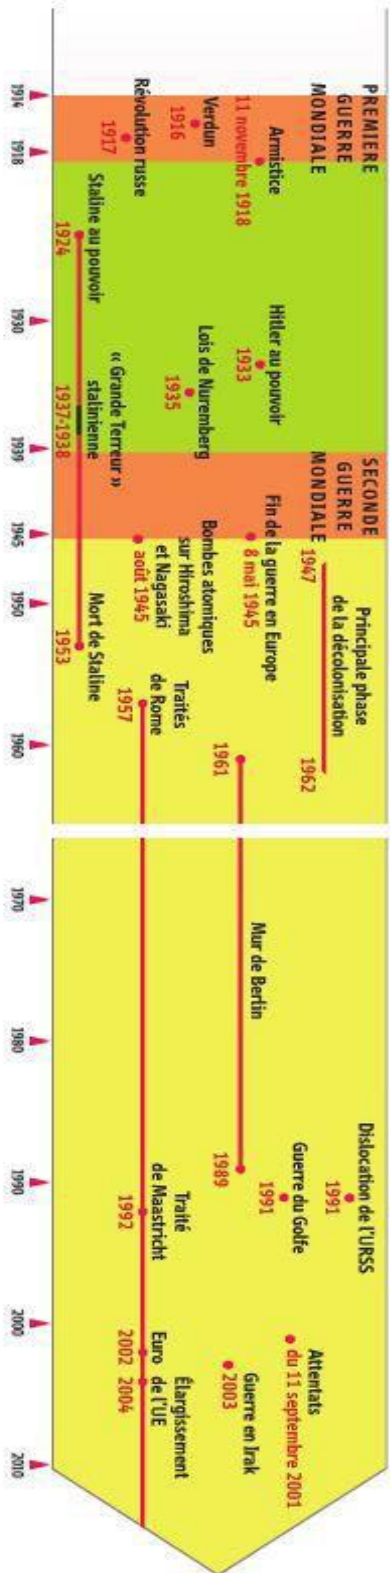 PREMIERE
GUERRE
MONDIALE
SECONDE
GUERRE
MONDIALE
Armistice
11 novembre 1918
Verdun
1916
Révolution russe
1917
Staline au pouvoir
1924
Hitler au pouvoir
1933
Lois de Nuremberg
1935
« Grande Terreur »
stalinienne
1937-1938
Principale phase
de la décolonisation
1947
1962
Fin de la guerre en Europe
8 mai 1945
Bombes atomiques
sur Hiroshima
et Nagasaki
août 1945
Mort de Staline
1953
Traités
de Rome
1957
1961
Mur de Bertin
1989
Dislocation de l'URSS
1991
Guerre du Golfe
1991
Traité
de Maastricht
1992
Attentats
du 11 septembre 2001
Guerre en Irak
2003
Euro
2002
Élargissement
de l'UE
2004
1914
1918
1930
1939
1945
1950
1960
1970
1980
1990
2000
2010